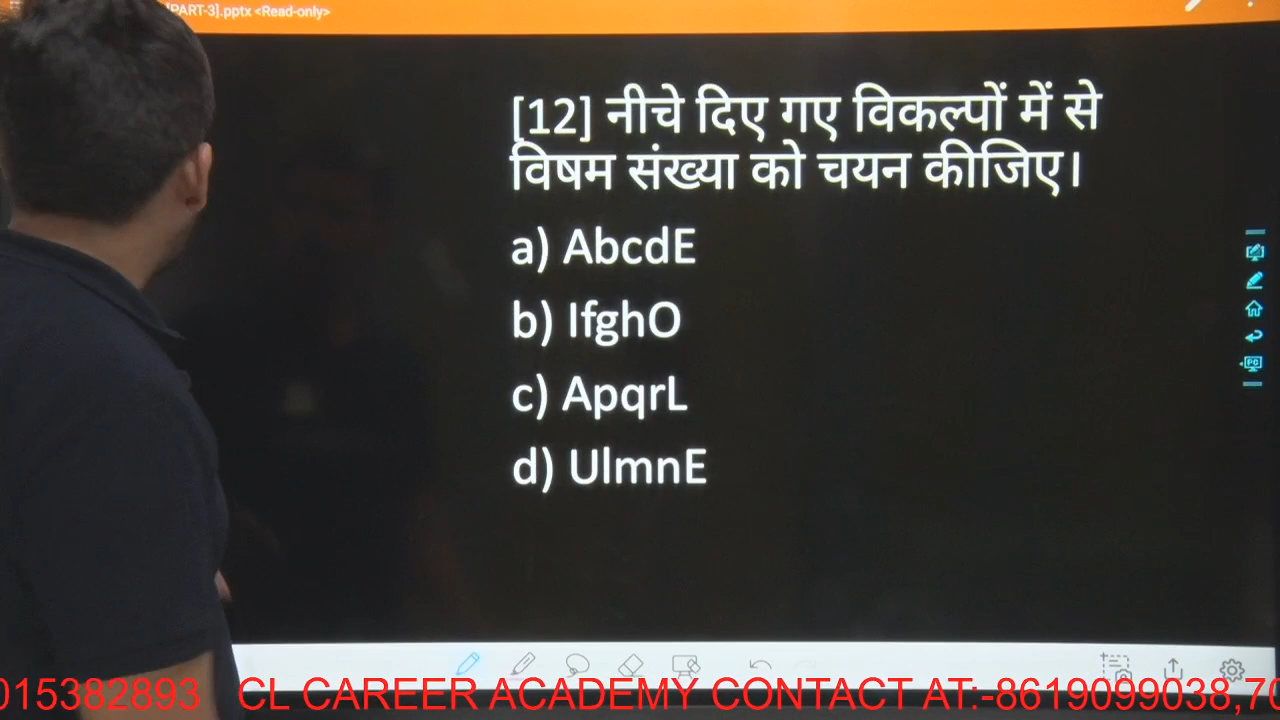 [PART-3].pptx <Read-only>
[12] नीचे दिए गए विकल्पों में से
विषम संख्या को चयन कीजिए।
a) AbcdE
b) IfghO
c) ApqrL
d) UlmnE
PC
015382893 CL CAREER ACADEMY CONTACT AT:-8619099038,70